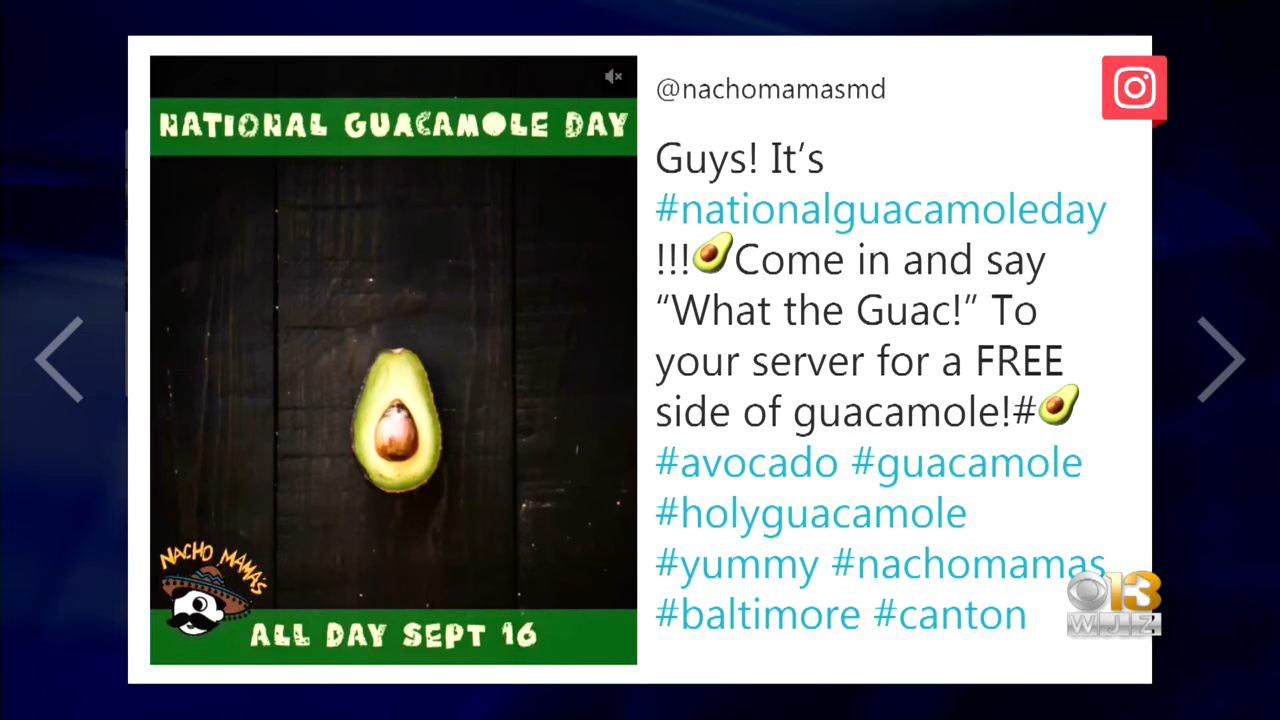 NATIONAL GUACAMOLE DAY
NACHO MAMA'S
ALL DAY SEPT 16
@nachomamasmd
Guys! It’s
#nationalguacamoleday
!!!🥑Come in and say
“What the Guac!” To
your server for a FREE
side of guacamole!#🥑
#avocado #guacamole
#holyguacamole
#yummy #nachomamas
#baltimore #canton
13
WJZ